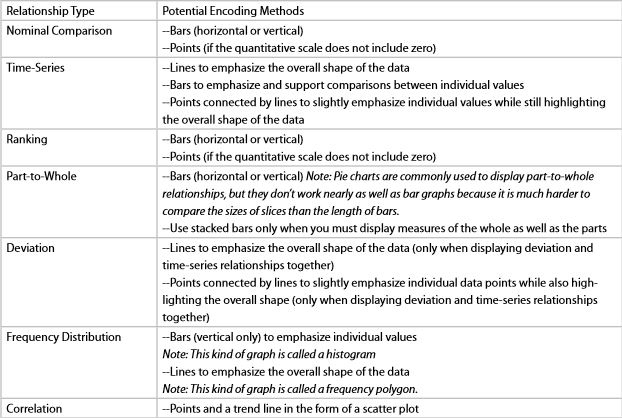 Relationship Type Potential Encoding Methods
Nominal Comparison --Bars (horizontal or vertical)
--Points (if the quantitative scale does not include zero)
Time-Series --Lines to emphasize the overall shape of the data
--Bars to emphasize and support comparisons between individual values
--Points connected by lines to slightly emphasize individual values while still highlighting
the overall shape of the data
Ranking --Bars (horizontal or vertical)
--Points (if the quantitative scale does not include zero)
Part-to-Whole --Bars (horizontal or vertical) Note: Pie charts are commonly used to display part-to-whole
relationships, but they don't work nearly as well as bar graphs because it is much harder to
compare the sizes of slices than the length of bars.
--Use stacked bars only when you must display measures of the whole as well as the parts
Deviation --Lines to emphasize the overall shape of the data (only when displaying deviation and
time-series relationships together)
--Points connected by lines to slightly emphasize individual data points while also high-
lighting the overall shape (only when displaying deviation and time-series relationships
together)
Frequency Distribution --Bars (vertical only) to emphasize individual values
Note: This kind of graph is called a histogram
--Lines to emphasize the overall shape of the data
Note: This kind of graph is called a frequency polygon.
Correlation --Points and a trend line in the form of a scatter plot